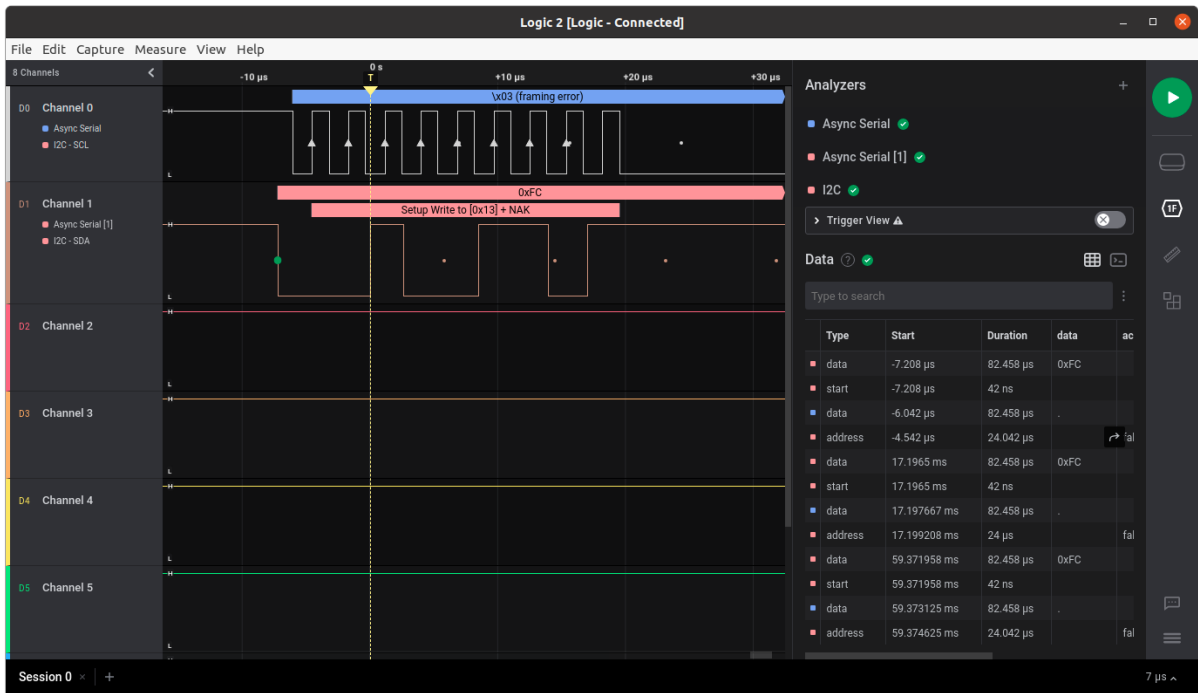 Logic 2 [Logic - Connected]
File Edit Capture Measure View Help
8 Channels
0 s
T
-10 µs
+10 µs
+20 µs
+30 µs
D0 Channel 0
Async Serial
I2C - SCL
H
L
\x03 (framing error)
D1 Channel 1
Async Serial [1]
I2C - SDA
H
L
0xFC
Setup Write to [0x13] + NAK
D2 Channel 2
H
L
D3 Channel 3
H
L
D4 Channel 4
H
L
D5 Channel 5
H
L
Analyzers
Async Serial
Async Serial [1]
I2C
Trigger View
Data
Type to search
Type Start Duration data ac
data -7.208 µs 82.458 µs 0xFC
start -7.208 µs 42 ns
data -6.042 µs 82.458 µs .
address -4.542 µs 24.042 µs fal
data 17.1965 ms 82.458 µs 0xFC
start 17.1965 ms 42 ns
data 17.197667 ms 82.458 µs .
address 17.199208 ms 24 µs fal
data 59.371958 ms 82.458 µs 0xFC
start 59.371958 ms 42 ns
data 59.373125 ms 82.458 µs .
address 59.374625 ms 24.042 µs fal
1F
Session 0
7 µs